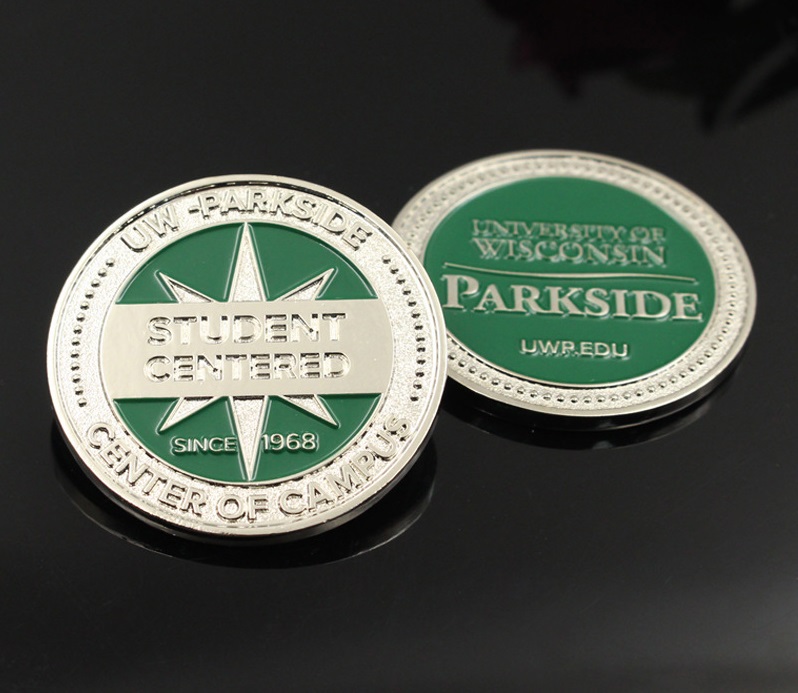 UW -PARKSIDE
STUDENT
CENTERED
SINCE 1968
CENTER OF CAMPUS
UNIVERSITY OF
WISCONSIN
PARKSIDE
UWP.EDU